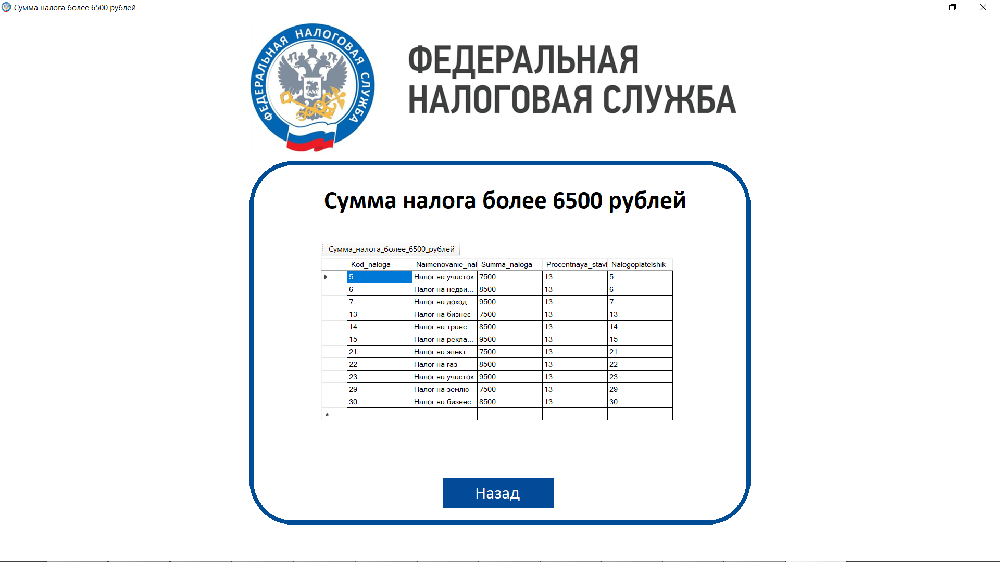 Сумма налога более 6500 рублей
ФЕДЕРАЛЬНАЯ НАЛОГОВАЯ СЛУЖБА
ФЕДЕРАЛЬНАЯ
НАЛОГОВАЯ СЛУЖБА
Сумма налога более 6500 рублей
Сумма_налога_более_6500_рублей
Kod_naloga Naimenovanie_nal Summa_naloga Procentnaya_stavl Nalogoplatelshik
5 Налог на участок 7500 13 5
6 Налог на недви... 8500 13 6
7 Налог на доход... 9500 13 7
13 Налог на бизнес 7500 13 13
14 Налог на транс... 8500 13 14
15 Налог на рекла... 9500 13 15
21 Налог на элект... 7500 13 21
22 Налог на газ 8500 13 22
23 Налог на участок 9500 13 23
29 Налог на землю 7500 13 29
30 Налог на бизнес 8500 13 30
Назад